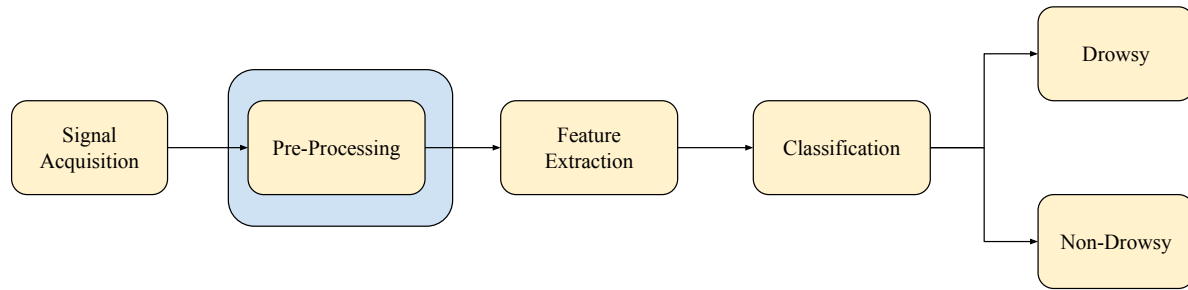 Signal
Acquisition
Pre-Processing
Feature
Extraction
Classification
Drowsy
Non-Drowsy